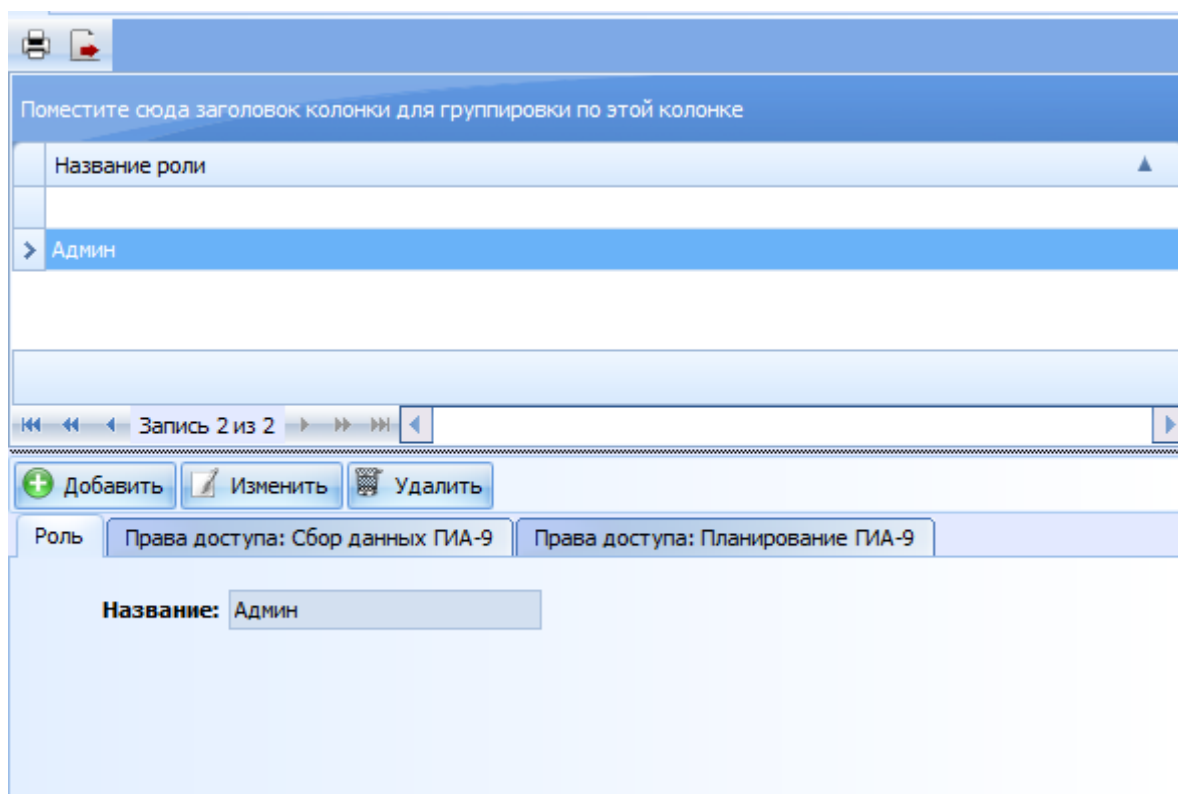 Поместите сюда заголовок колонки для группировки по этой колонке
Название роли
Админ
Запись 2 из 2
Добавить Изменить Удалить
Роль Права доступа: Сбор данных ГИА-9 Права доступа: Планирование ГИА-9
Название: Админ